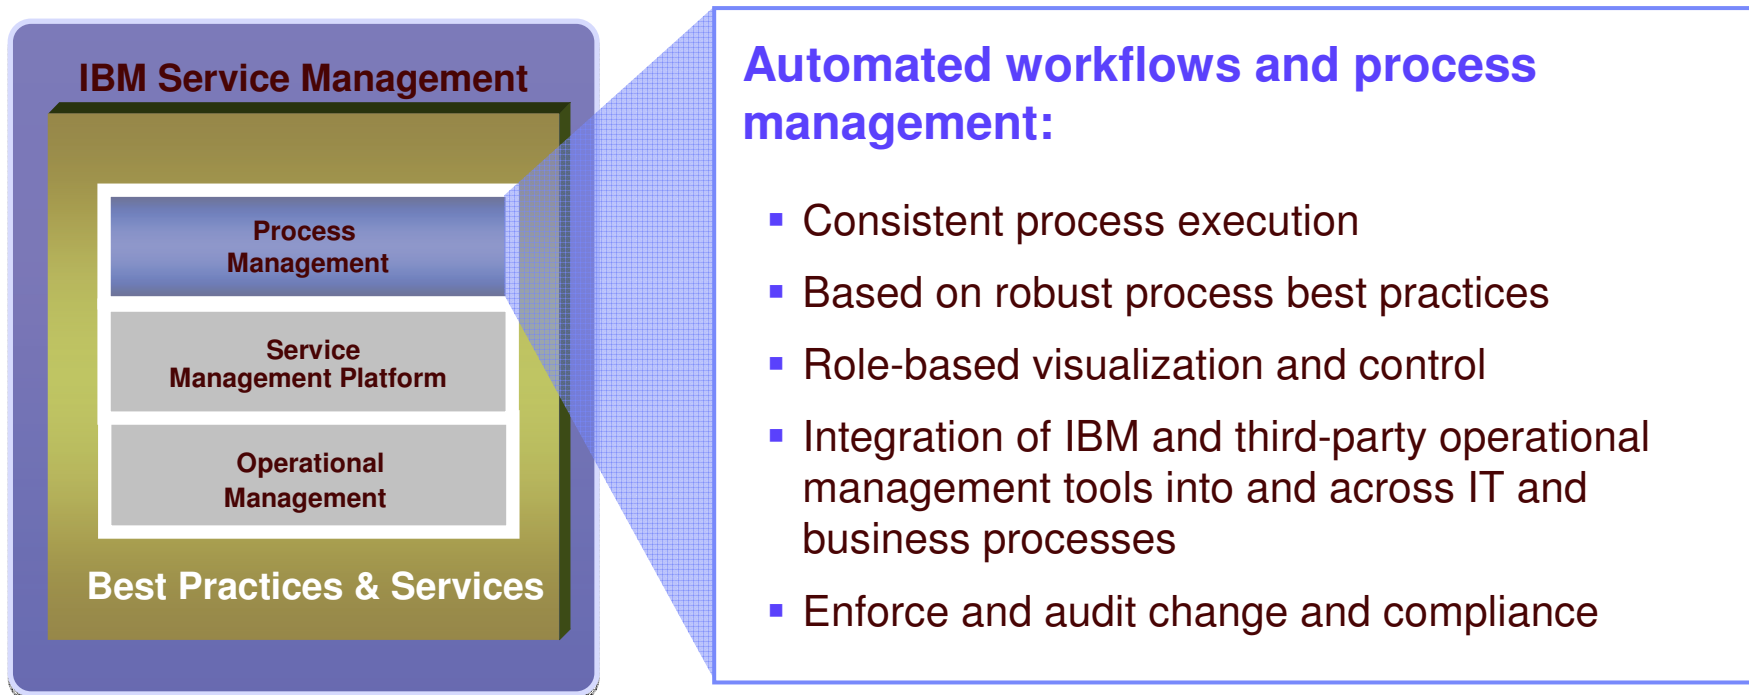 IBM Service Management
Process
Management
Service
Management Platform
Operational
Management
Best Practices & Services
Automated workflows and process
management:
▪ Consistent process execution
▪ Based on robust process best practices
▪ Role-based visualization and control
▪ Integration of IBM and third-party operational
management tools into and across IT and
business processes
▪ Enforce and audit change and compliance